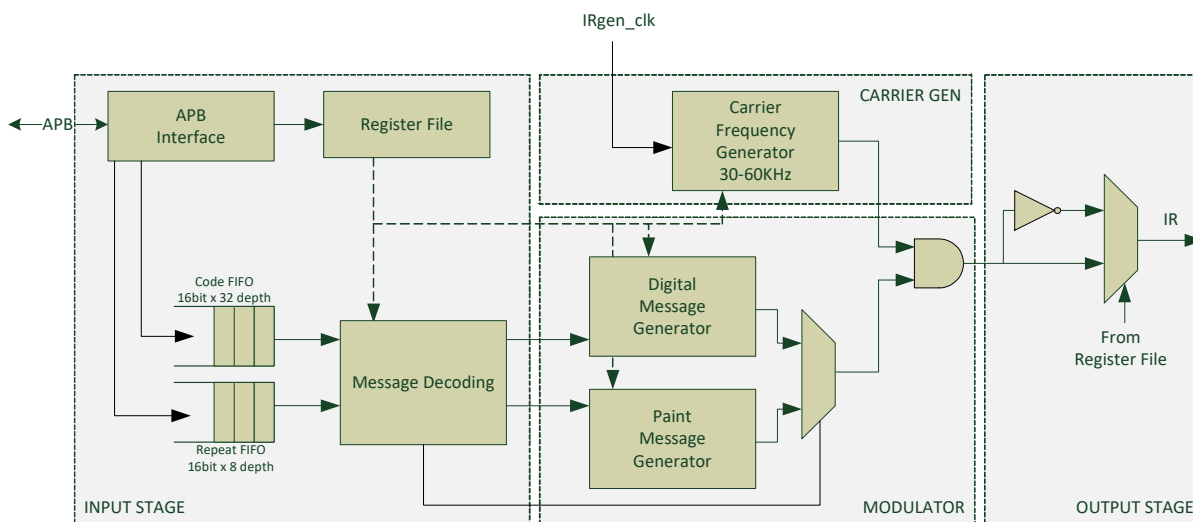 IRgen_clk
APB
APB
Interface
Register File
Carrier
Frequency
Generator
30-60KHz
CARRIER GEN
Code FIFO
16bit x 32 depth
Repeat FIFO
16bit x 8 depth
Message Decoding
INPUT STAGE
Digital
Message
Generator
Paint
Message
Generator
MODULATOR
IR
From
Register File
OUTPUT STAGE